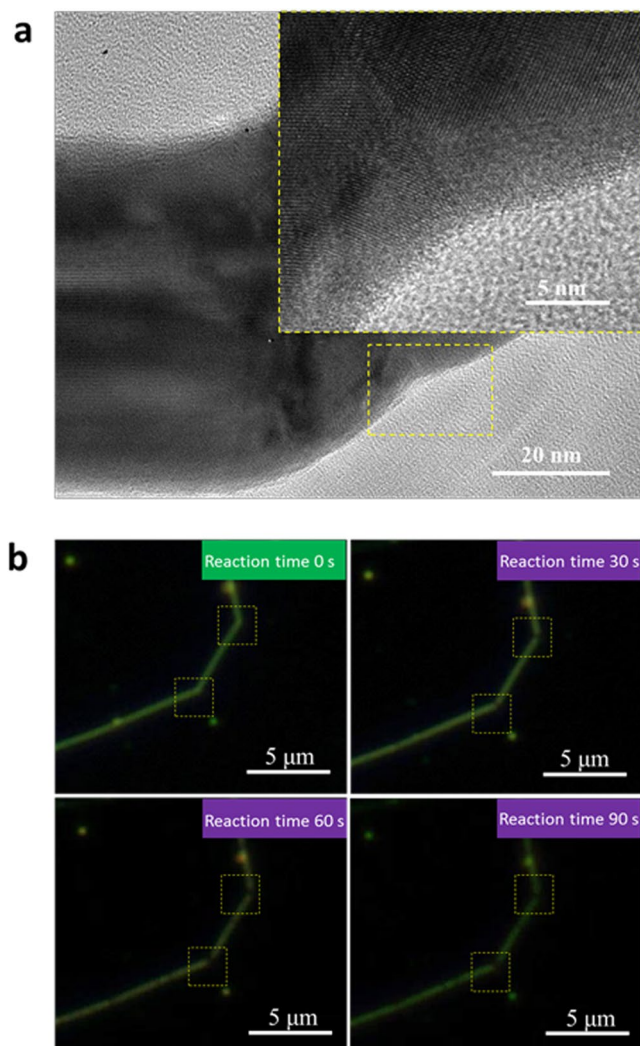 a
5 nm
20 nm
b
Reaction time 0 s
Reaction time 30 s
5 μm
5 μm
Reaction time 60 s
Reaction time 90 s
5 μm
5 μm